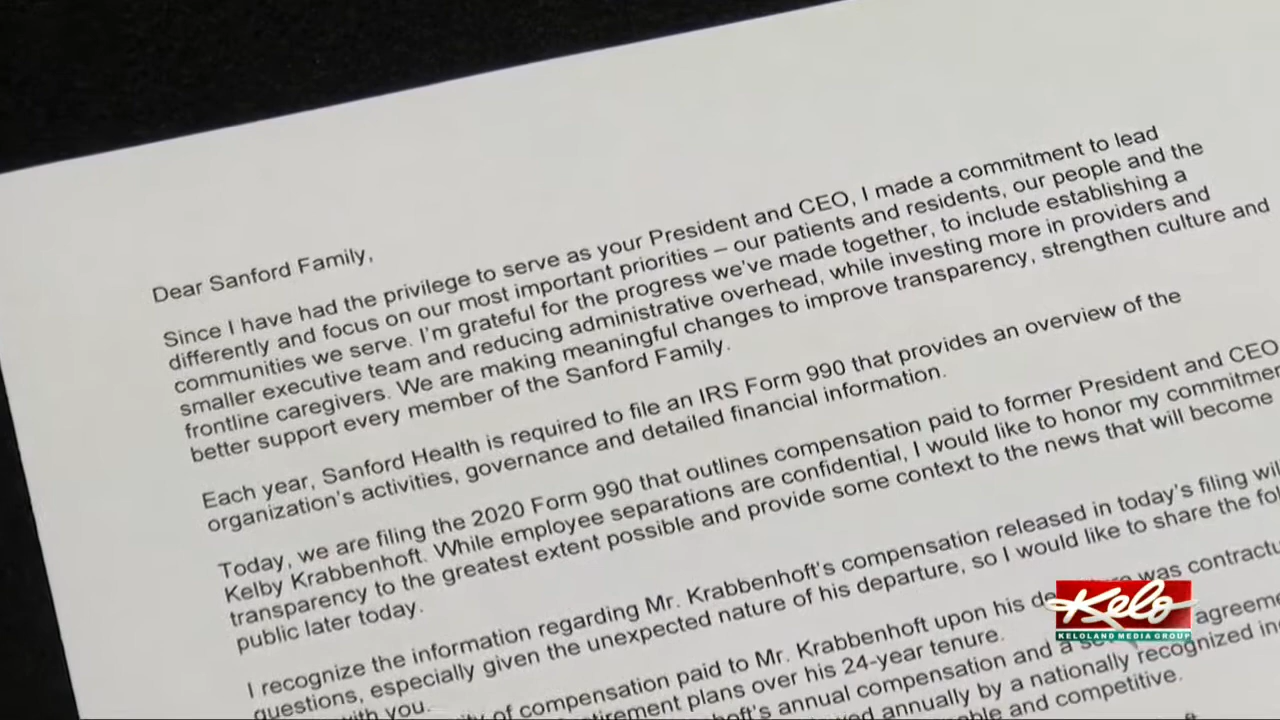 Dear Sanford Family,
Since I have had the privilege to serve as your President and CEO, I made a commitment to lead
differently and focus on our most important priorities – our patients and residents, our people and the
communities we serve. I'm grateful for the progress we've made together, to include establishing a
smaller executive team and reducing administrative overhead, while investing more in providers and
frontline caregivers. We are making meaningful changes to improve transparency, strengthen culture and
better support every member of the Sanford Family.
Each year, Sanford Health is required to file an IRS Form 990 that provides an overview of the
organization's activities, governance and detailed financial information.
Today, we are filing the 2020 Form 990 that outlines compensation paid to former President and CEO
Kelby Krabbenhoft. While employee separations are confidential, I would like to honor my
transparency to the greatest extent possible and provide some context to the news that will become
public later today.
I recognize the information regarding Mr. Krabbenhoft's compensation released in today's filing
questions, especially given the unexpected nature of his departure, so I would like to share the
with you.
of compensation paid to Mr. Krabbenhoft upon his was
plans over his 24-year tenure.
annual compensation and a
annually by a nationally recognized
and competitive.
Kelo
KELOLAND MEDIA GROUP